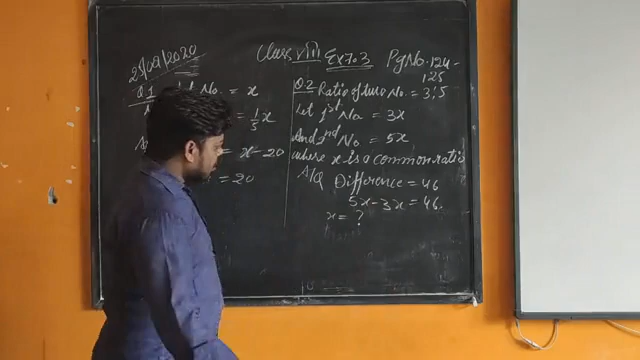 25/09/2020
Class VIII Ex 7.3 Pg No. 124-
125
Q.1 No. = x
= 1/5 x
= x - 20
= 20
Q.2 Ratio of two No. = 3:5
Let 1st No = 3x
And 2nd No = 5x
where x is a common ratio
A/Q Difference = 46
5x - 3x = 46.
x = ?